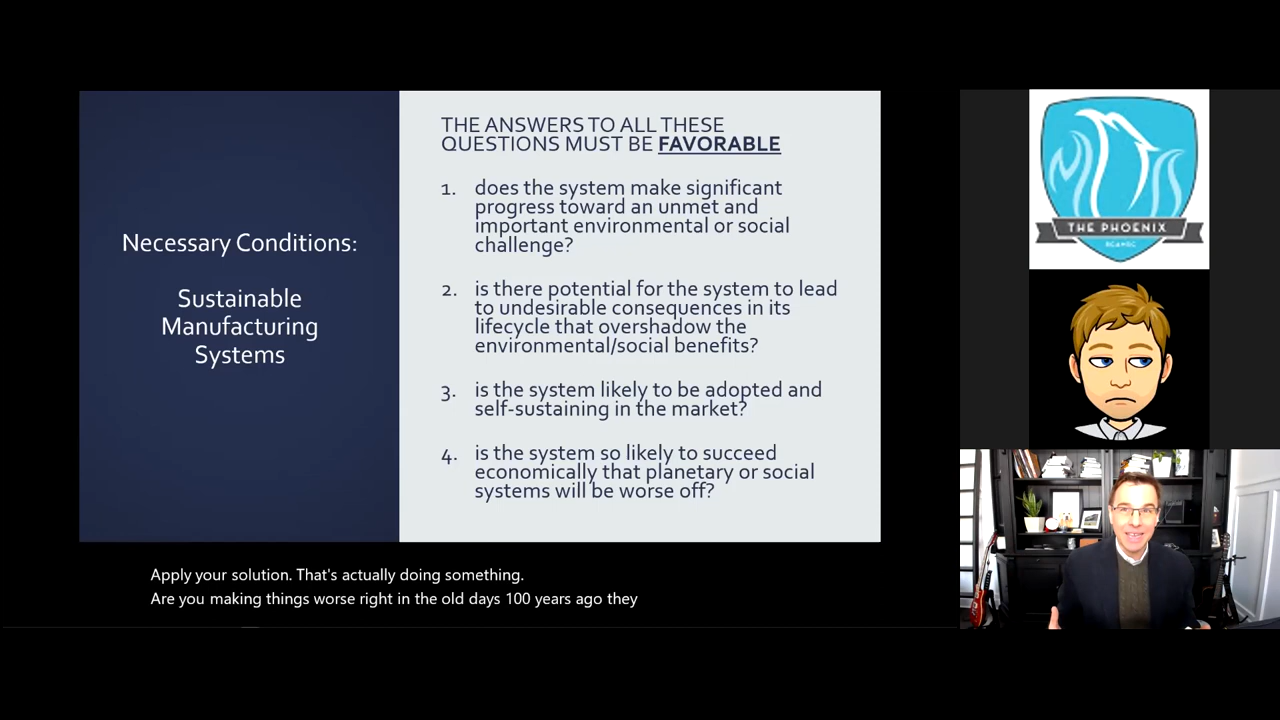 Necessary Conditions:
Sustainable
Manufacturing
Systems
THE ANSWERS TO ALL THESE
QUESTIONS MUST BE FAVORABLE
1. does the system make significant
progress toward an unmet and
important environmental or social
challenge?
2. is there potential for the system to lead
to undesirable consequences in its
lifecycle that overshadow the
environmental/social benefits?
3. is the system likely to be adopted and
self-sustaining in the market?
4. is the system so likely to succeed
economically that planetary or social
systems will be worse off?
THE PHOENIX
Apply your solution. That's actually doing something.
Are you making things worse right in the old days 100 years ago they